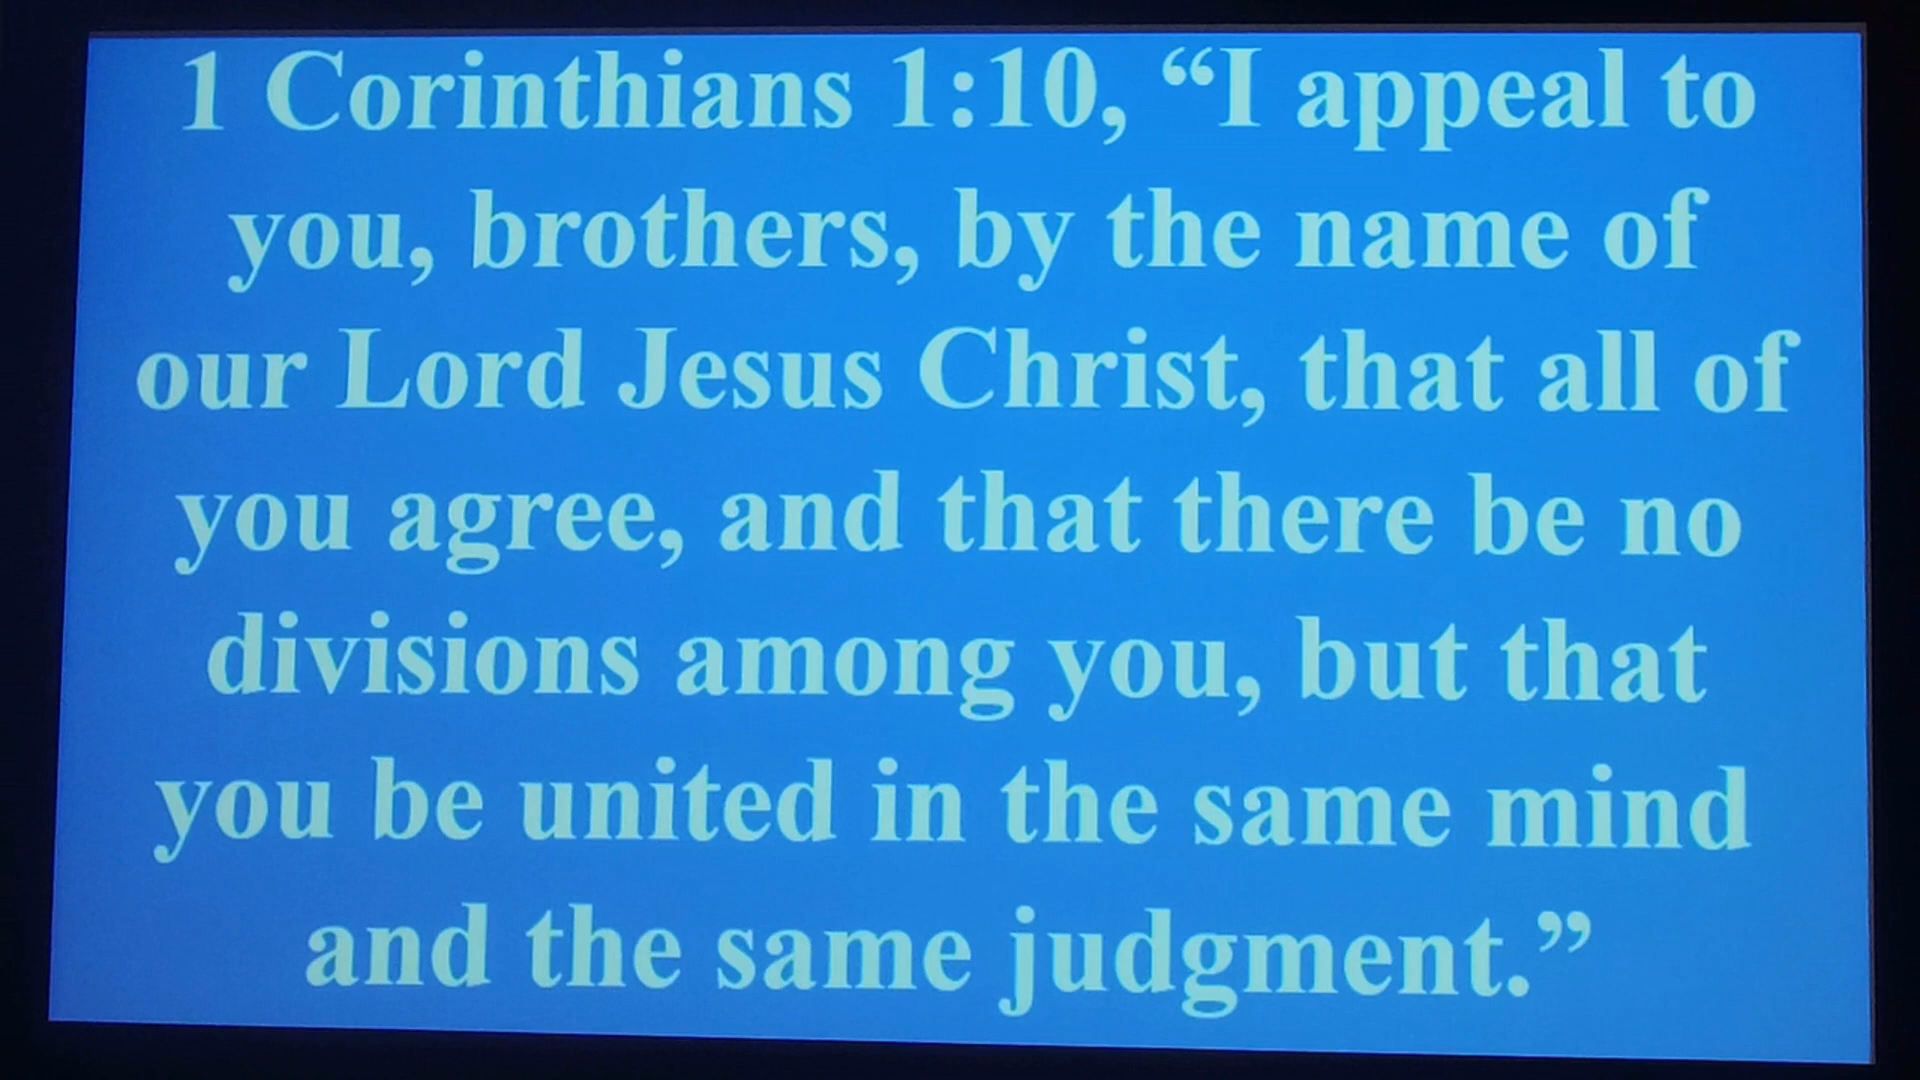 1 Corinthians 1:10, “I appeal to
you, brothers, by the name of
our Lord Jesus Christ, that all of
you agree, and that there be no
divisions among you, but that
you be united in the same mind
and the same judgment.”